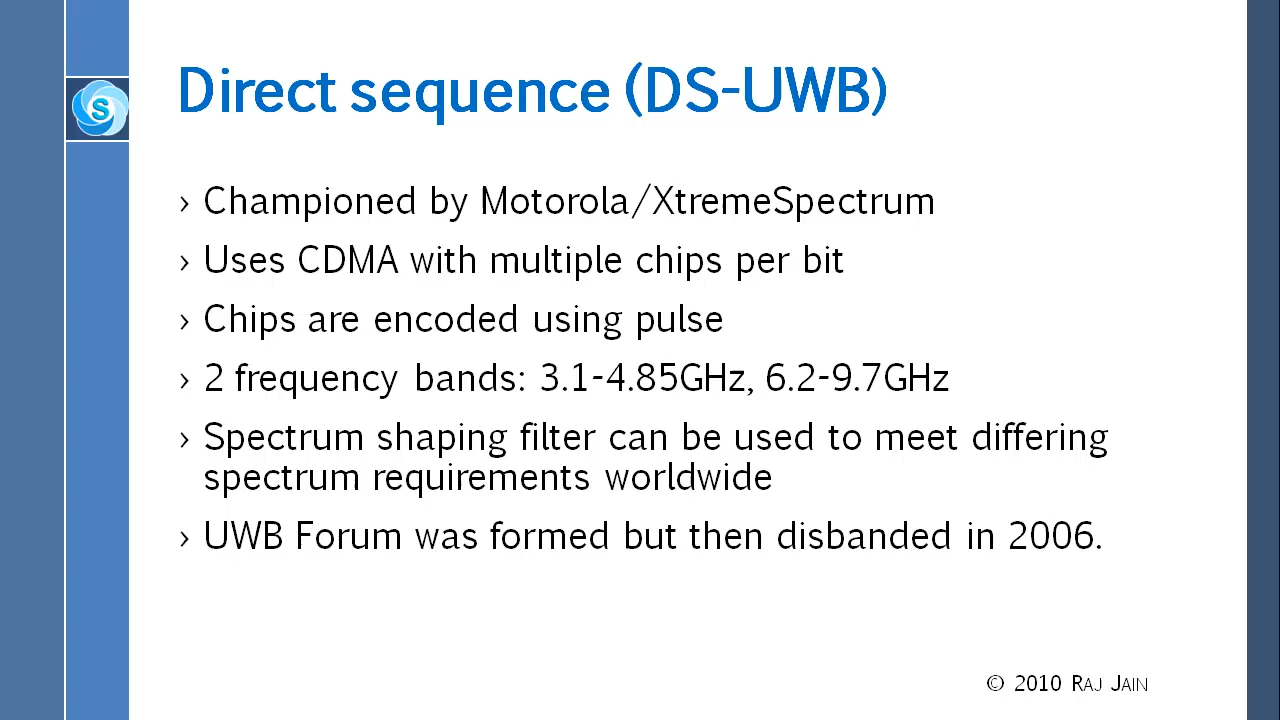 S
Direct sequence (DS-UWB)
› Championed by Motorola/XtremeSpectrum
› Uses CDMA with multiple chips per bit
› Chips are encoded using pulse
› 2 frequency bands: 3.1-4.85GHz, 6.2-9.7GHz
› Spectrum shaping filter can be used to meet differing
spectrum requirements worldwide
› UWB Forum was formed but then disbanded in 2006.
© 2010 RAJ JAIN